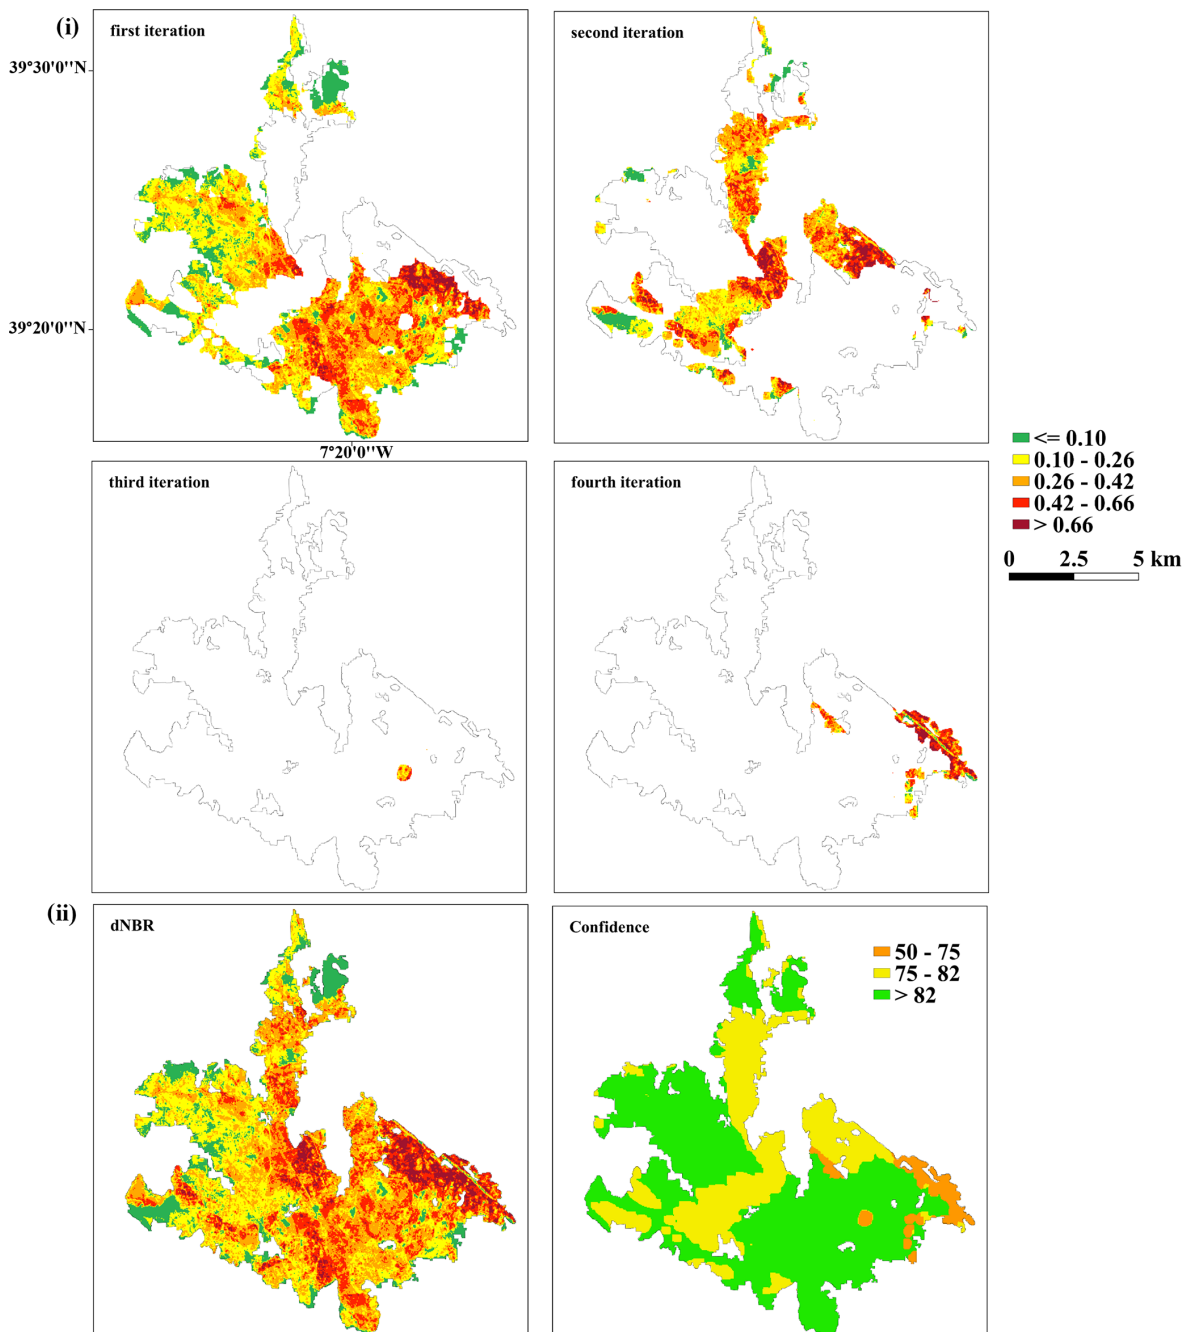 (i)
first iteration
second iteration
39°30'0''N
39°20'0''N
7°20'0''W
<= 0.10
0.10 - 0.26
0.26 - 0.42
0.42 - 0.66
> 0.66
0 2.5 5 km
third iteration
fourth iteration
(ii)
dNBR
Confidence
50 - 75
75 - 82
> 82